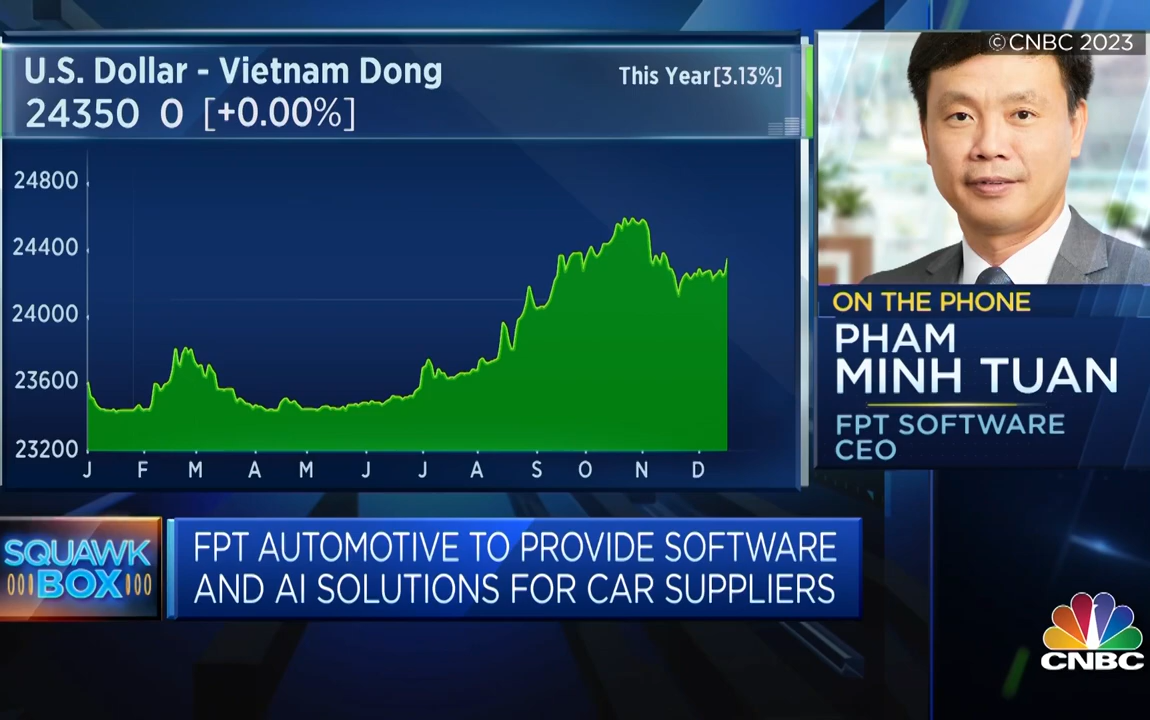 U.S. Dollar - Vietnam Dong
This Year[3.13%]
24350 0 [+0.00%]
24800
24400
24000
23600
23200
J F M A M J J A S O N D
© CNBC 2023
ON THE PHONE
PHAM
MINH TUAN
FPT SOFTWARE
CEO
SQUAWK
BOX
FPT AUTOMOTIVE TO PROVIDE SOFTWARE
AND AI SOLUTIONS FOR CAR SUPPLIERS
CNBC